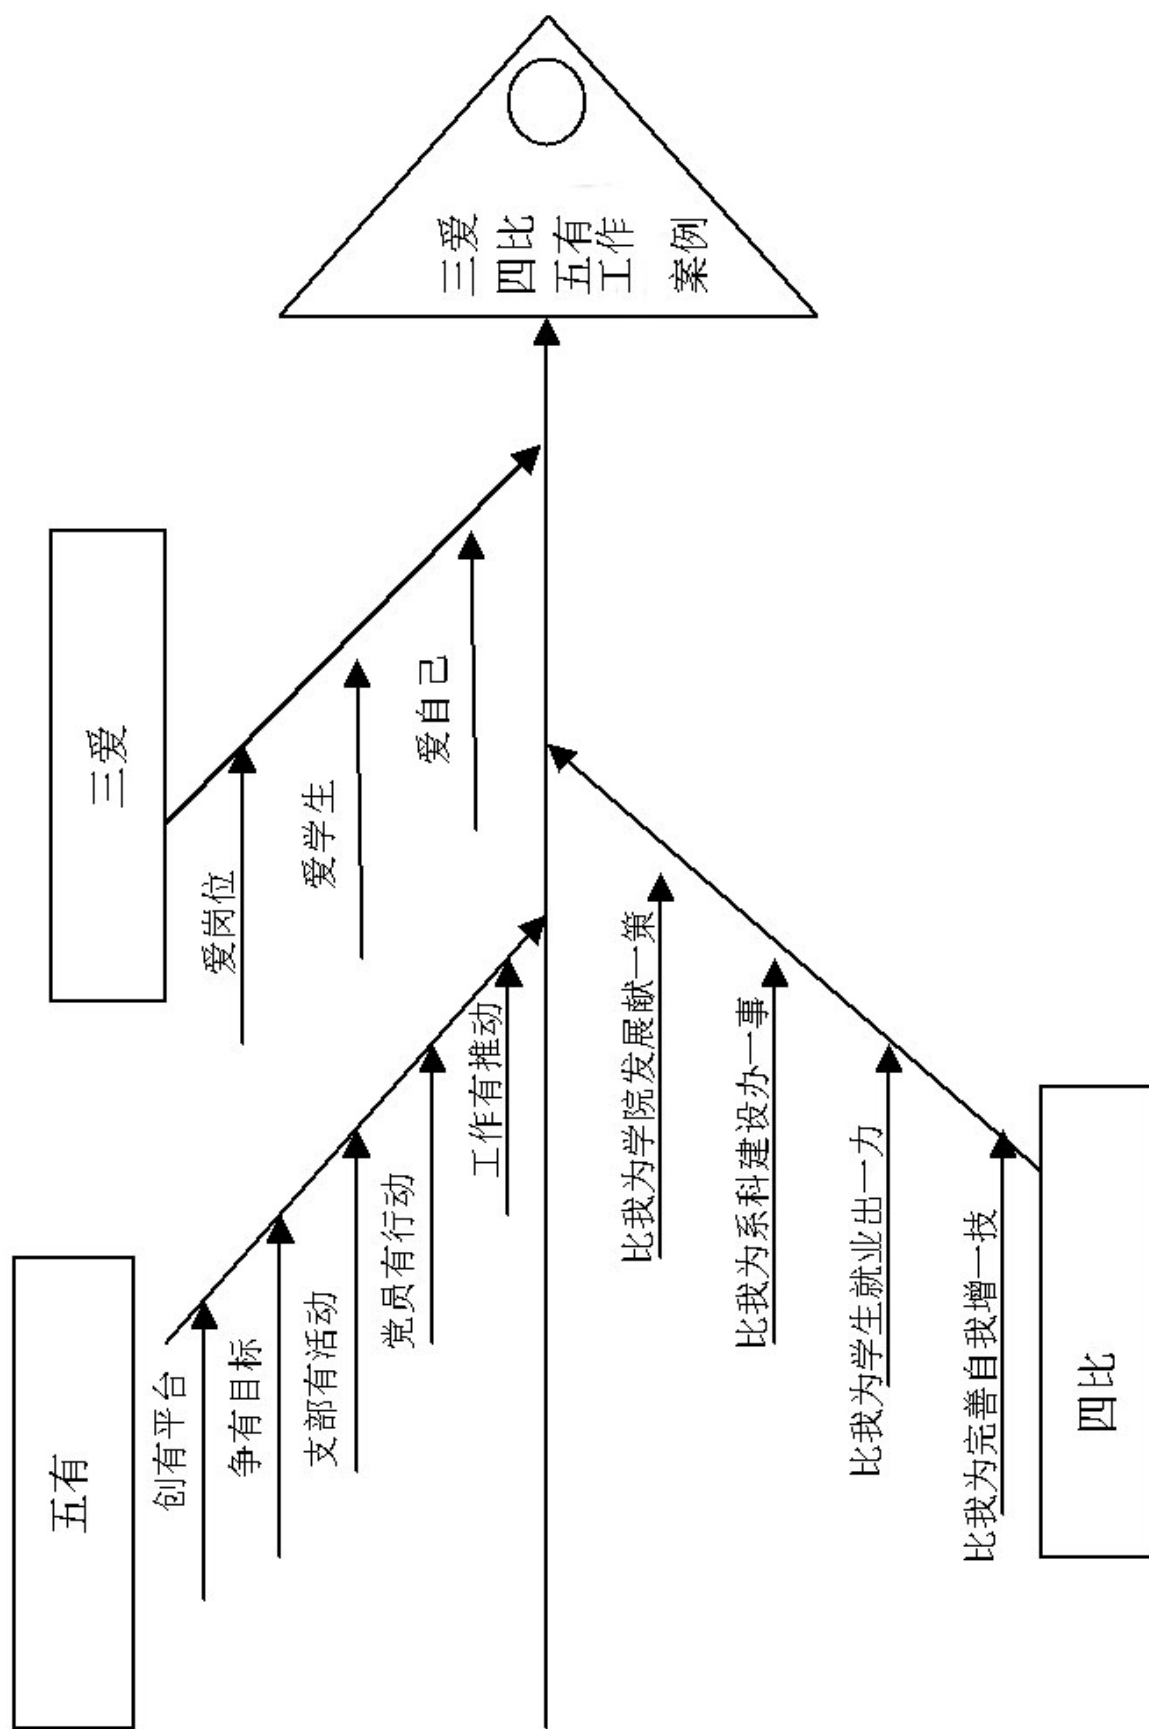 五有
创有平台
争有目标
支部有活动
党员有行动
工作有推动
三爱
爱岗位
爱学生
爱自己
三爱
四比
五有
工作
案例
比我为学院发展献一策
比我为系科建设办一事
比我为学生就业出一力
比我为完善自我增一技
四比